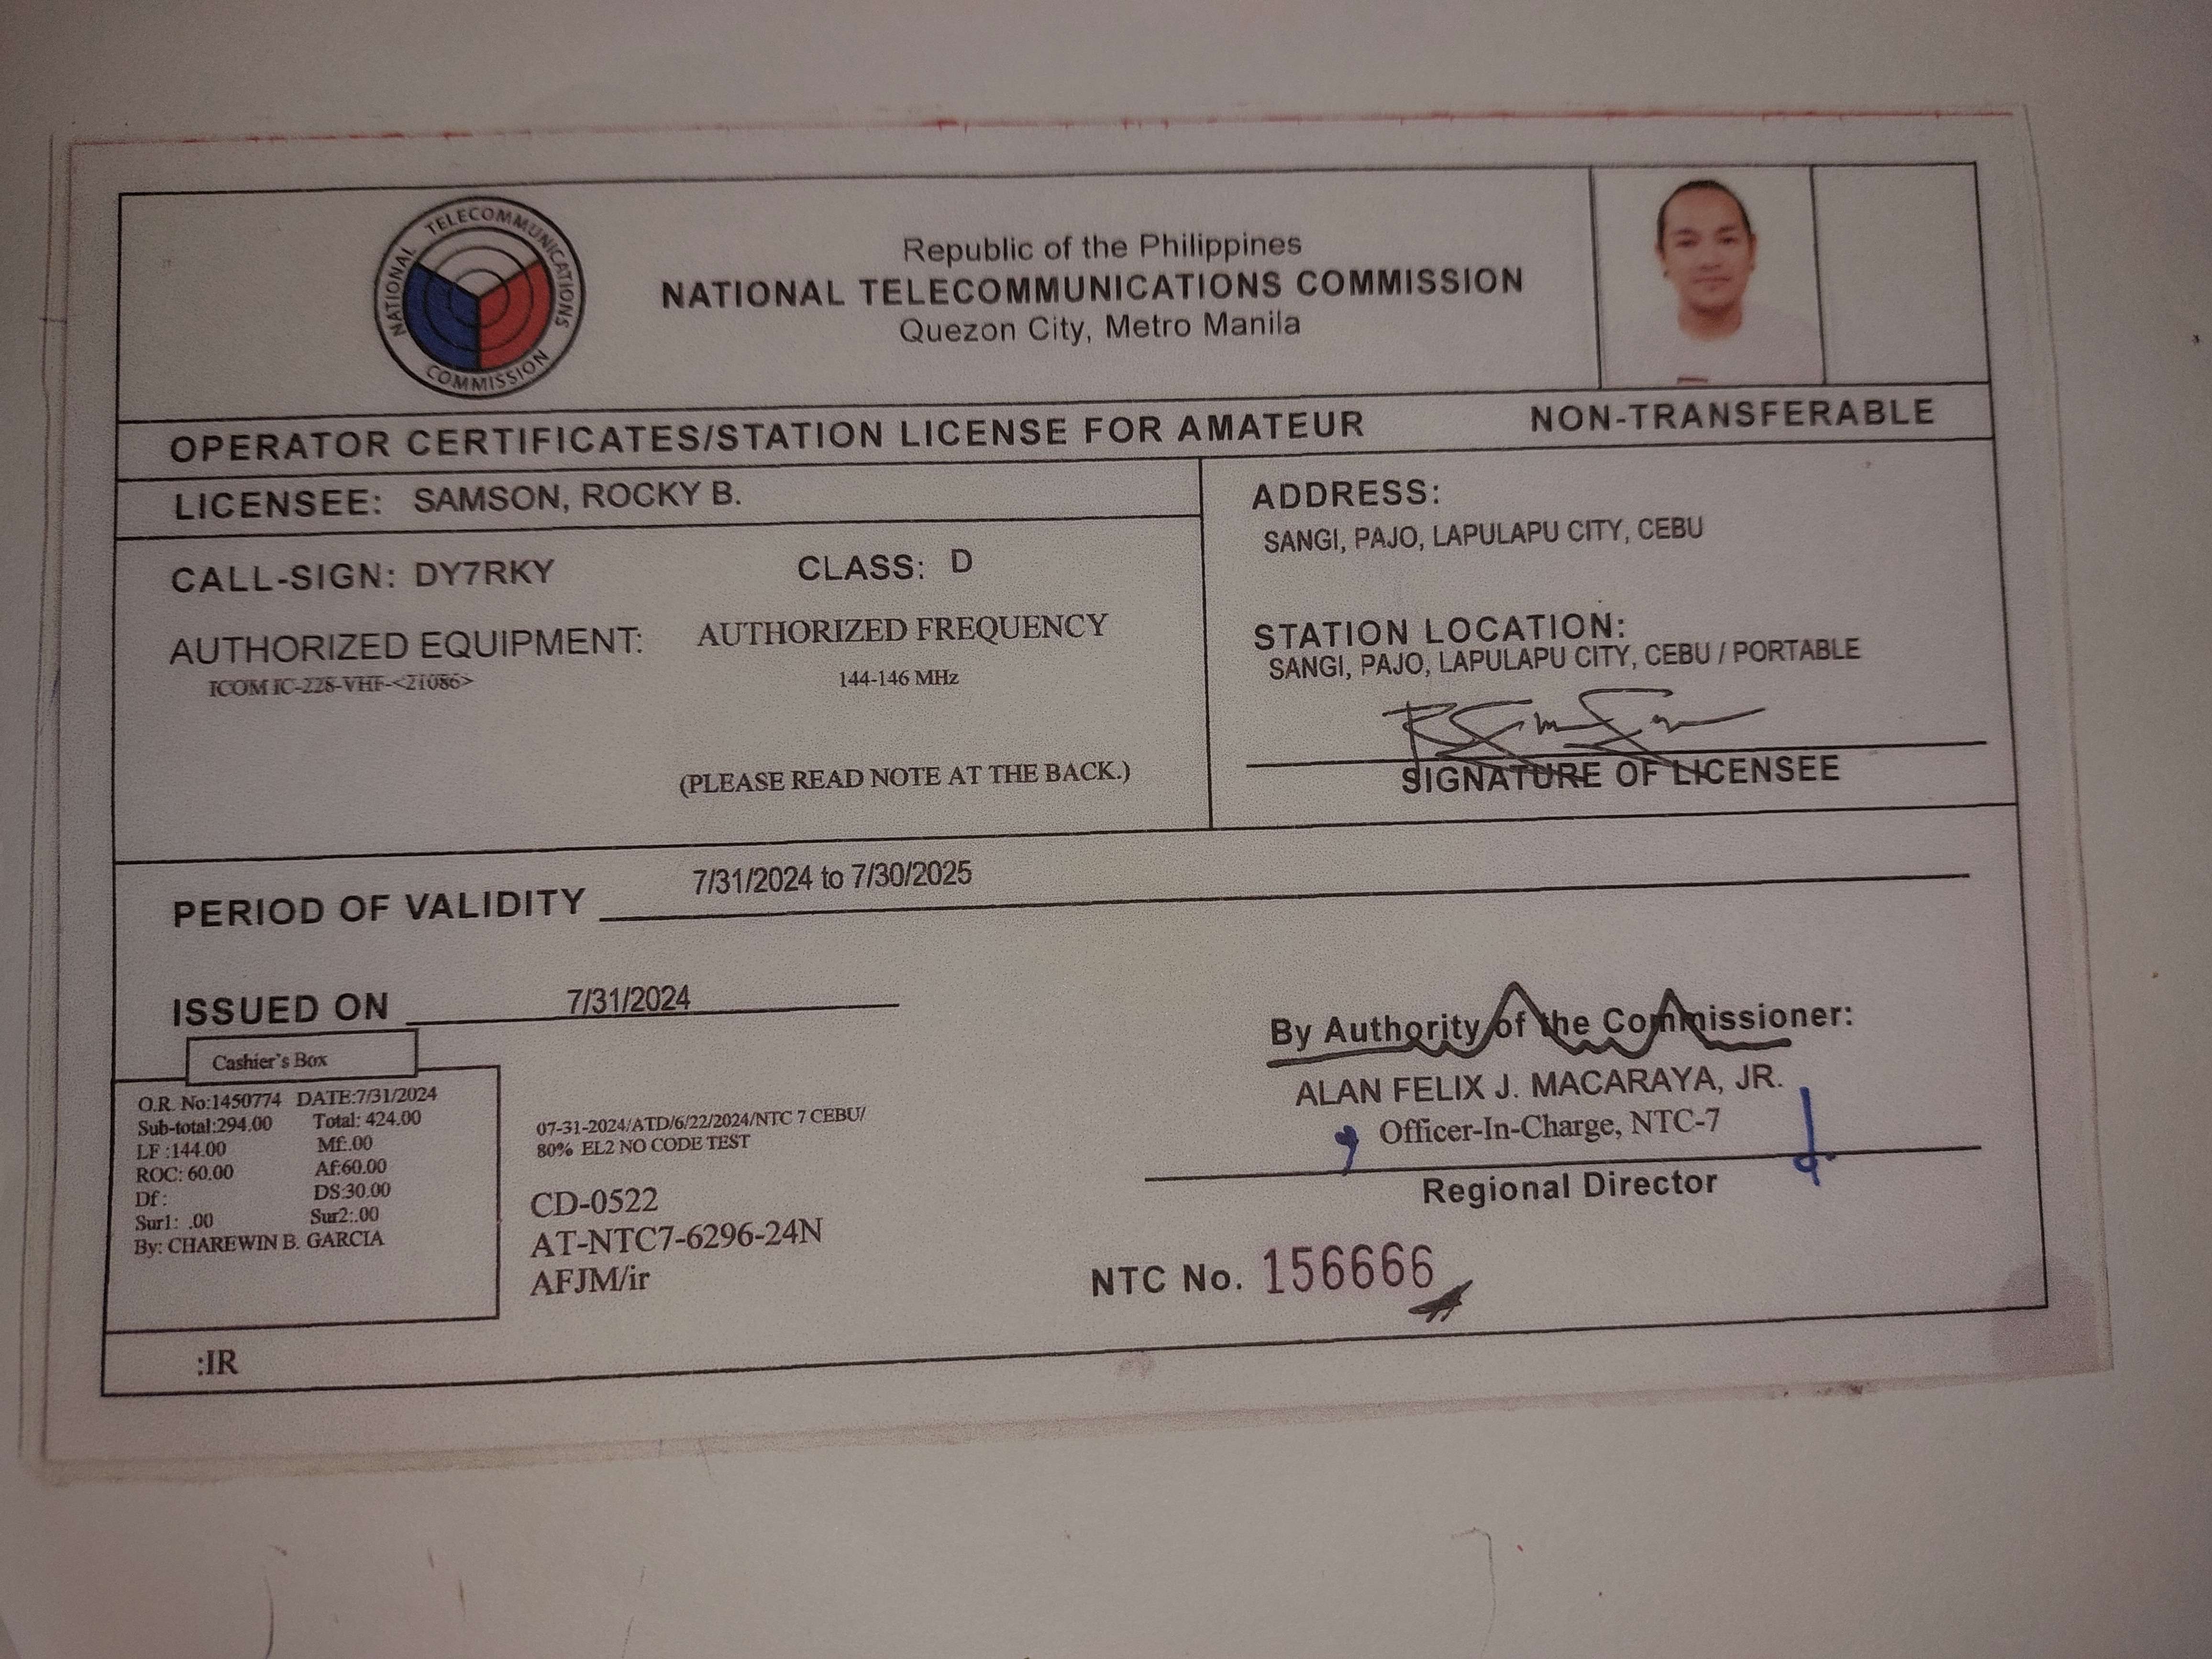 NATIONAL TELECOMMUNICATIONS COMMISSION
Republic of the Philippines
NATIONAL TELECOMMUNICATIONS COMMISSION
Quezon City, Metro Manila
OPERATOR CERTIFICATES/STATION LICENSE FOR AMATEUR NON-TRANSFERABLE
LICENSEE: SAMSON, ROCKY B.
CALL-SIGN: DY7RKY CLASS: D
AUTHORIZED EQUIPMENT: AUTHORIZED FREQUENCY
ICOM IC-228-VHF-<21086> 144-146 MHz
(PLEASE READ NOTE AT THE BACK.)
ADDRESS:
SANGI, PAJO, LAPULAPU CITY, CEBU
STATION LOCATION:
SANGI, PAJO, LAPULAPU CITY, CEBU / PORTABLE
SIGNATURE OF LICENSEE
PERIOD OF VALIDITY 7/31/2024 to 7/30/2025
ISSUED ON 7/31/2024
Cashier's Box
O.R. No:1450774 DATE:7/31/2024
Sub-total:294.00 Total: 424.00
LF :144.00 Mf:.00
ROC: 60.00 Af:60.00
Df : DS:30.00
Sur1: .00 Sur2:.00
By: CHAREWIN B. GARCIA
07-31-2024/ATD/6/22/2024/NTC 7 CEBU/
80% EL2 NO CODE TEST
CD-0522
AT-NTC7-6296-24N
AFJM/ir
By Authority of the Commissioner:
ALAN FELIX J. MACARAYA, JR.
Officer-In-Charge, NTC-7
Regional Director
NTC No. 156666
:IR